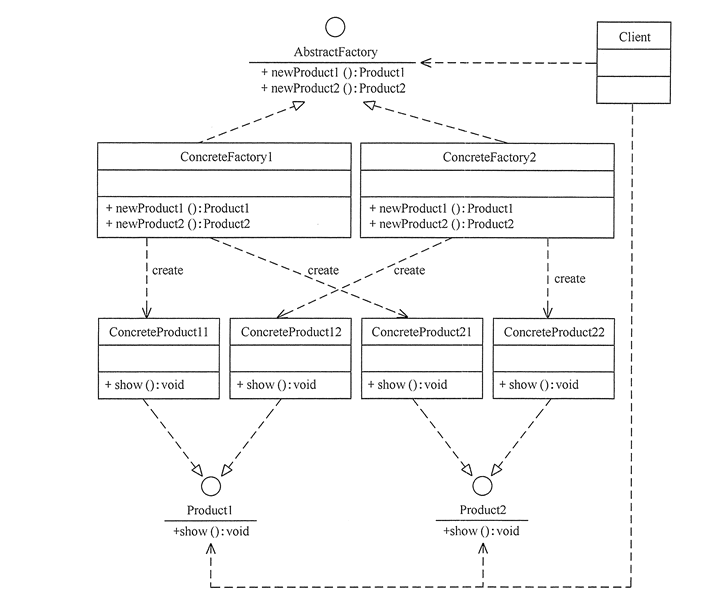 AbstractFactory
+ newProduct1 () : Product1
+ newProduct2 () : Product2
Client
ConcreteFactory1
+ newProduct1 () : Product1
+ newProduct2 () : Product2
ConcreteFactory2
+ newProduct1 () : Product1
+ newProduct2 () : Product2
create
create
create
create
ConcreteProduct11
+ show () : void
ConcreteProduct12
+ show () : void
ConcreteProduct21
+ show () : void
ConcreteProduct22
+ show () : void
Product1
+show () : void
Product2
+show () : void